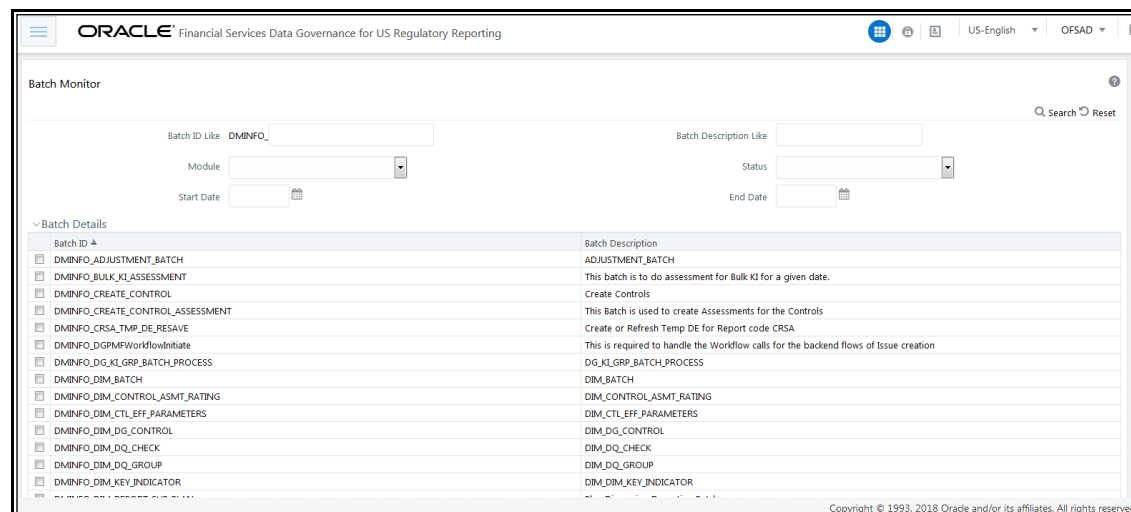 ORACLE® Financial Services Data Governance for US Regulatory Reporting US-English OFSAD
Batch Monitor
Search Reset
Batch ID Like DMINFO_ Batch Description Like
Module Status
Start Date End Date
Batch Details
Batch ID Batch Description
DMINFO_ADJUSTMENT_BATCH ADJUSTMENT_BATCH
DMINFO_BULK_KI_ASSESSMENT This batch is to do assessment for Bulk KI for a given date.
DMINFO_CREATE_CONTROL Create Controls
DMINFO_CREATE_CONTROL_ASSESSMENT This Batch is used to create Assessments for the Controls
DMINFO_CRSA_TMP_DE_RESAVE Create or Refresh Temp DE for Report code CRSA
DMINFO_DGPMFWorkflowInitiate This is required to handle the Workflow calls for the backend flows of Issue creation
DMINFO_DG_KI_GRP_BATCH_PROCESS DG_KI_GRP_BATCH_PROCESS
DMINFO_DIM_BATCH DIM_BATCH
DMINFO_DIM_CONTROL_ASMT_RATING DIM_CONTROL_ASMT_RATING
DMINFO_DIM_CTL_EFF_PARAMETERS DIM_CTL_EFF_PARAMETERS
DMINFO_DIM_DG_CONTROL DIM_DG_CONTROL
DMINFO_DIM_DQ_CHECK DIM_DQ_CHECK
DMINFO_DIM_DQ_GROUP DIM_DQ_GROUP
DMINFO_DIM_KEY_INDICATOR DIM_DIM_KEY_INDICATOR
Copyright © 1993, 2018 Oracle and/or its affiliates. All rights reserved